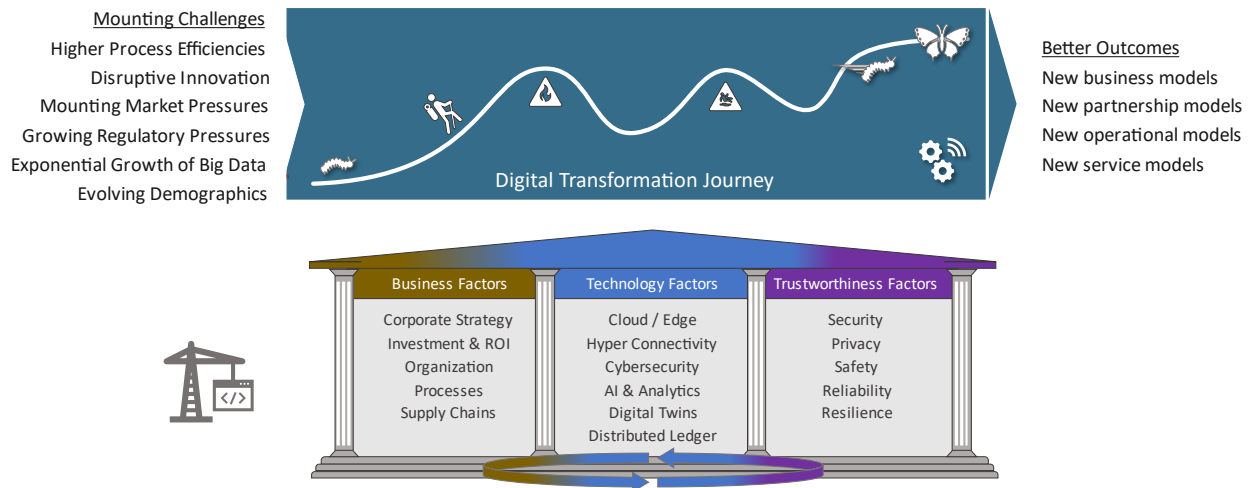 Mounting Challenges
Higher Process Efficiencies
Disruptive Innovation
Mounting Market Pressures
Growing Regulatory Pressures
Exponential Growth of Big Data
Evolving Demographics
Digital Transformation Journey
Better Outcomes
New business models
New partnership models
New operational models
New service models
Business Factors
Corporate Strategy
Investment & ROI
Organization
Processes
Supply Chains
Technology Factors
Cloud / Edge
Hyper Connectivity
Cybersecurity
AI & Analytics
Digital Twins
Distributed Ledger
Trustworthiness Factors
Security
Privacy
Safety
Reliability
Resilience
</>